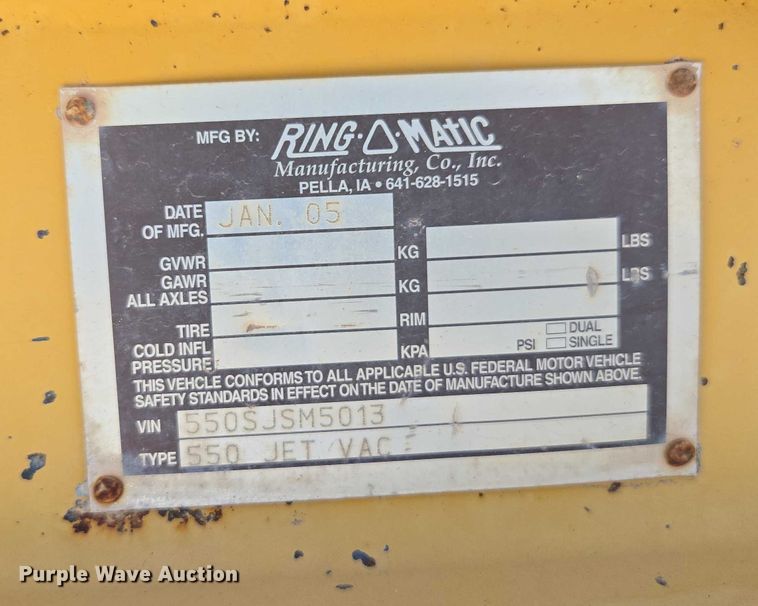 MFG BY: RING·O·MATIC
Manufacturing, Co., Inc.
PELLA, IA • 641-628-1515
DATE OF MFG. JAN. 05
GVWR KG LBS
GAWR ALL AXLES KG LBS
TIRE RIM
COLD INFL PRESSURE KPA PSI DUAL SINGLE
THIS VEHICLE CONFORMS TO ALL APPLICABLE U.S. FEDERAL MOTOR VEHICLE
SAFETY STANDARDS IN EFFECT ON THE DATE OF MANUFACTURE SHOWN ABOVE.
VIN 550SJSM5013
TYPE 550 JET VAC
Purple Wave Auction